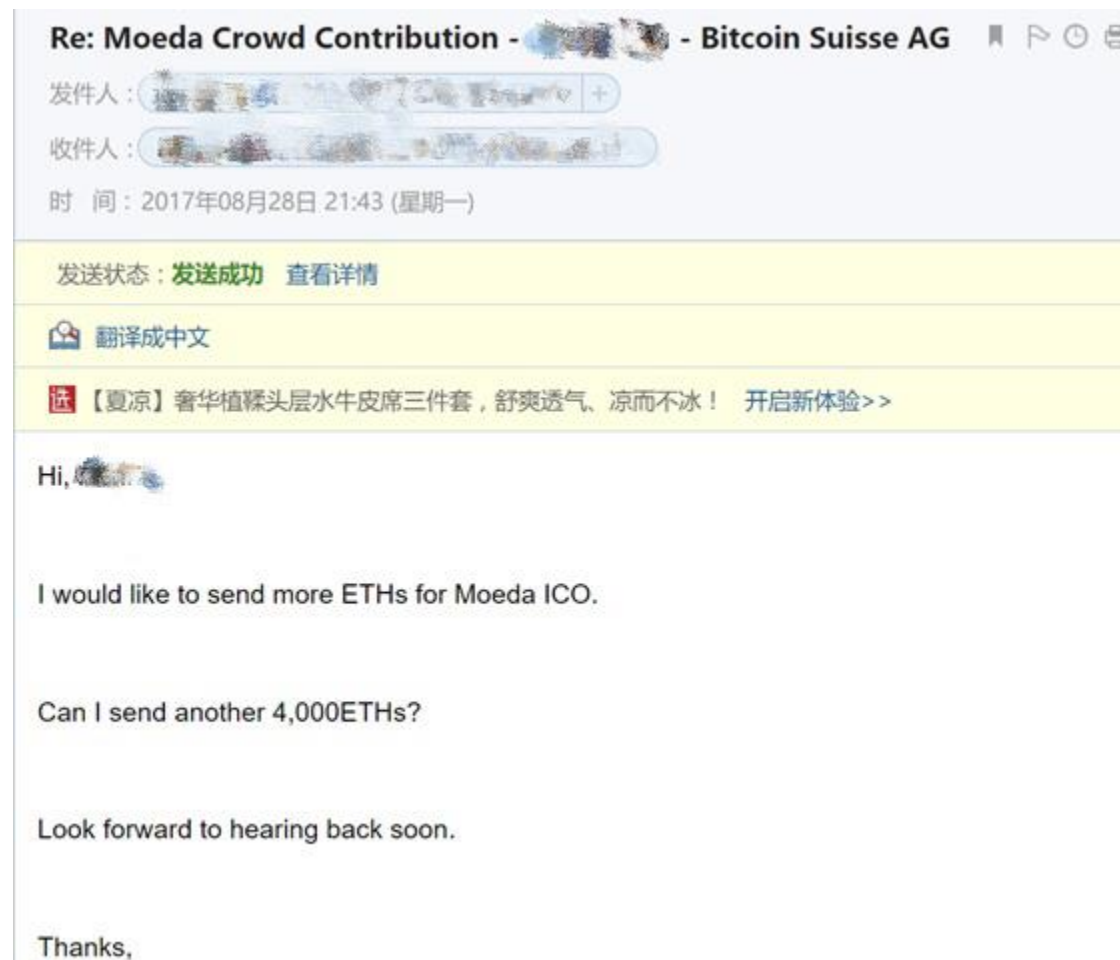 Re: Moeda Crowd Contribution - - Bitcoin Suisse AG
发件人：
收件人：
时 间：2017年08月28日 21:43 (星期一)
发送状态：发送成功 查看详情
翻译成中文
选 【夏凉】奢华植鞣头层水牛皮席三件套，舒爽透气、凉而不冰！ 开启新体验>>
Hi,
I would like to send more ETHs for Moeda ICO.
Can I send another 4,000ETHs?
Look forward to hearing back soon.
Thanks,